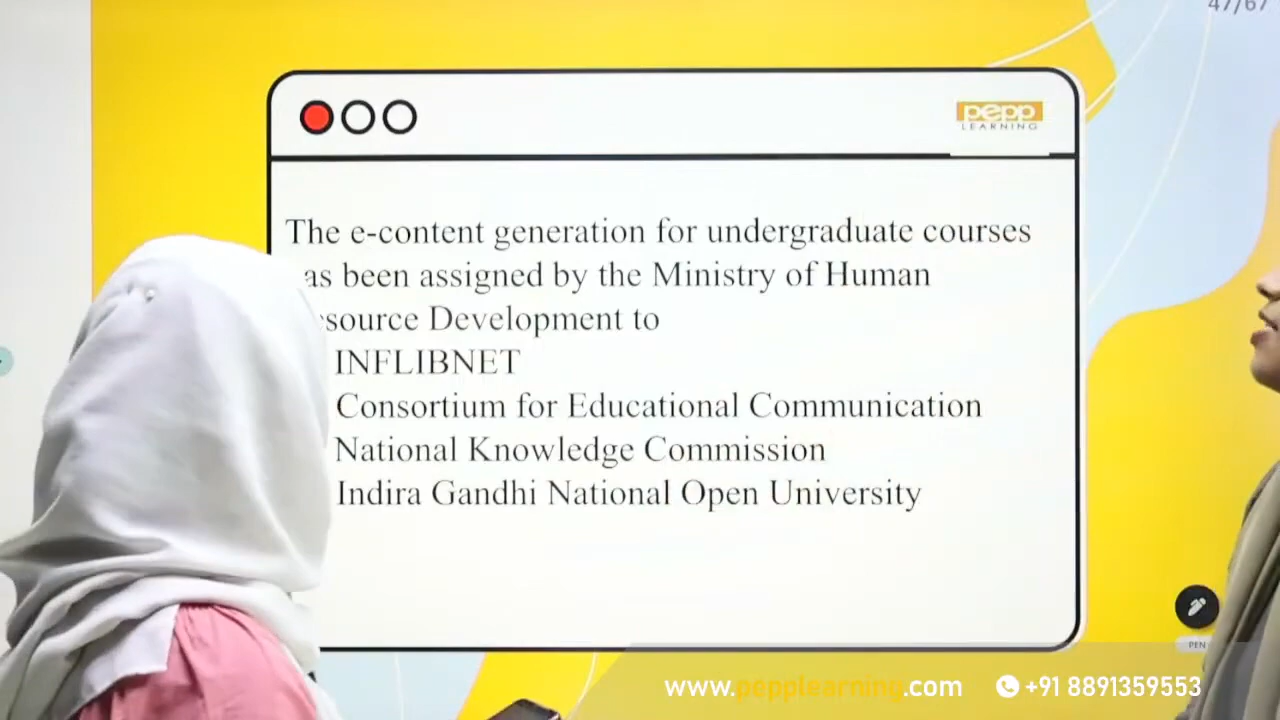 47/67
pepp
LEARNING
The e-content generation for undergraduate courses
as been assigned by the Ministry of Human
source Development to
INFLIBNET
Consortium for Educational Communication
National Knowledge Commission
Indira Gandhi National Open University
PEN
www.pepplearning.com +91 8891359553